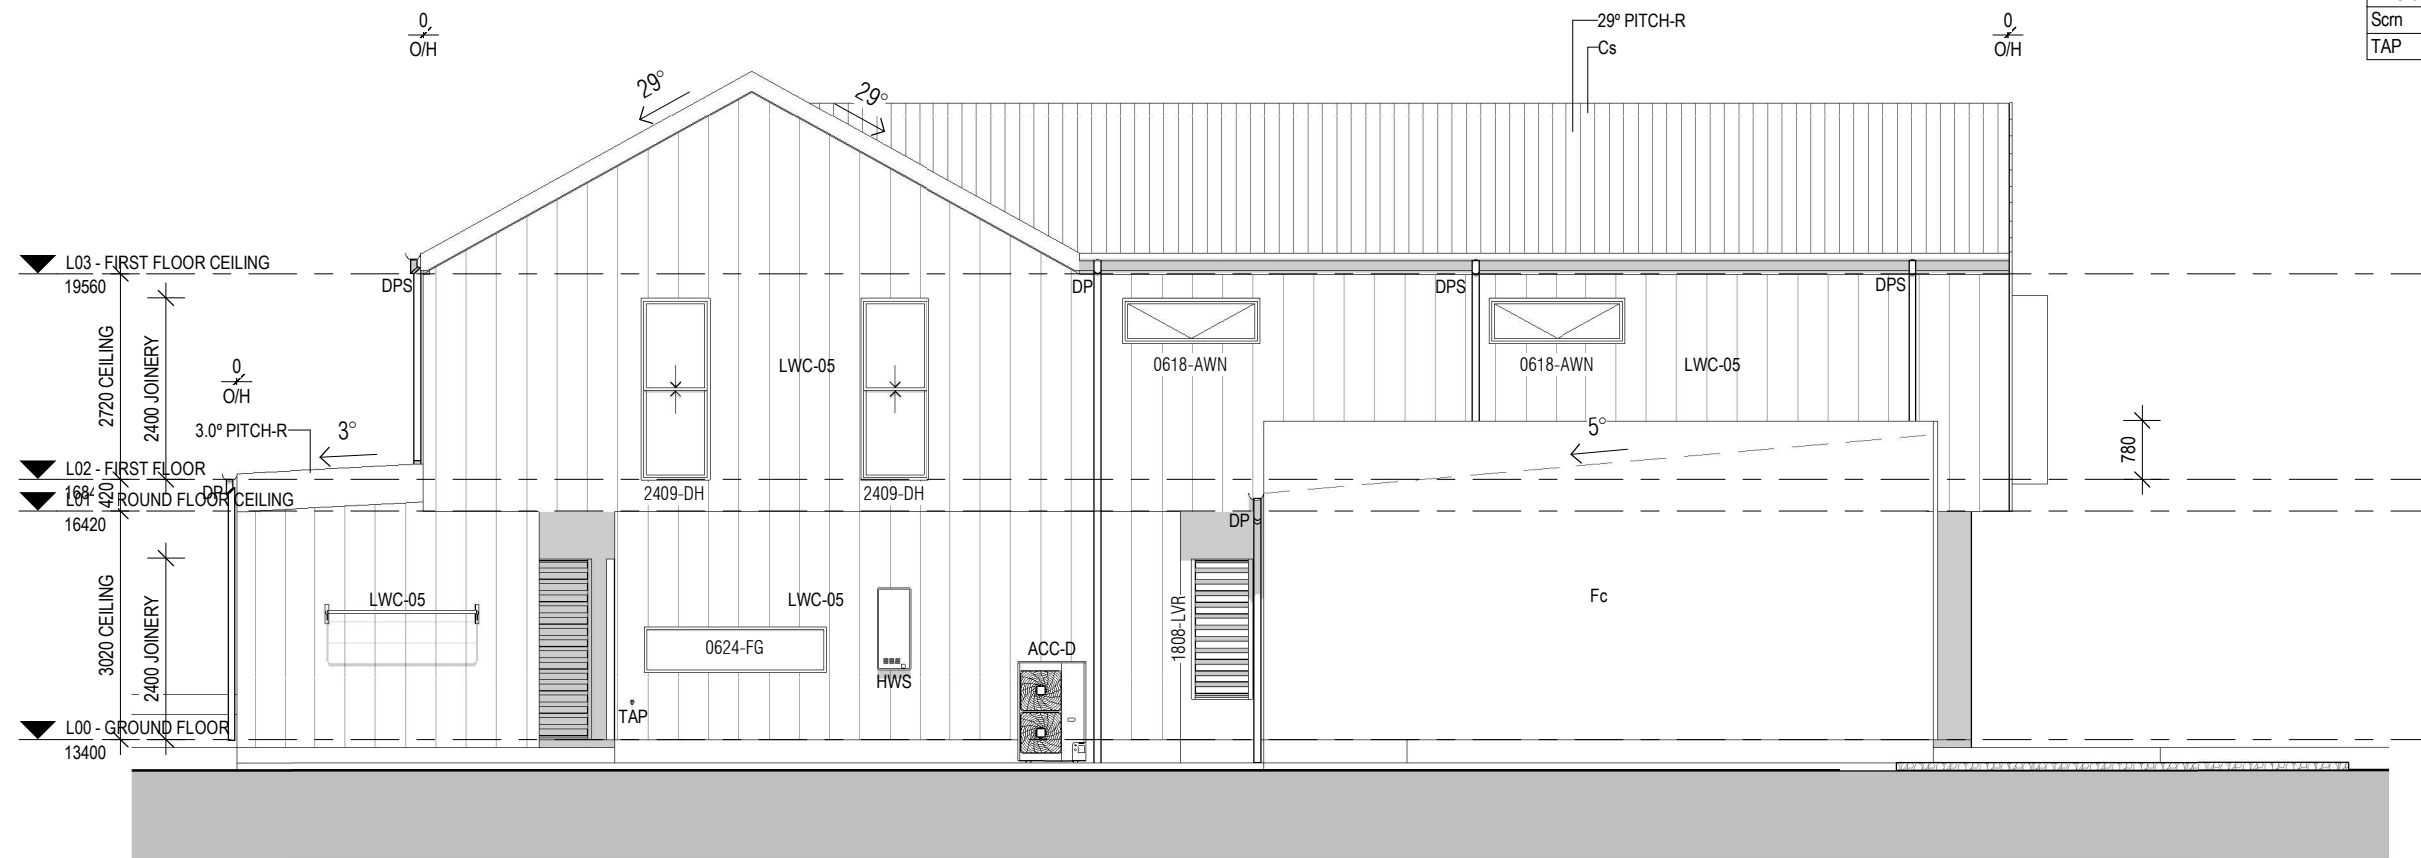 0
O/H
29° PITCH-R
Cs
0
O/H
Scrn
TAP
29°
29°
L03 - FIRST FLOOR CEILING
19560
DPS
DP
DPS
DPS
2720 CEILING
2400 JOINERY
0
O/H
LWC-05
0618-AWN
0618-AWN
LWC-05
3.0° PITCH-R
3°
5°
780
L02 - FIRST FLOOR
DP
420
L01 - GROUND FLOOR CEILING
16420
2409-DH
2409-DH
DP
3020 CEILING
2400 JOINERY
LWC-05
LWC-05
1808-LVR
Fc
0624-FG
ACC-D
HWS
TAP
L00 - GROUND FLOOR
13400